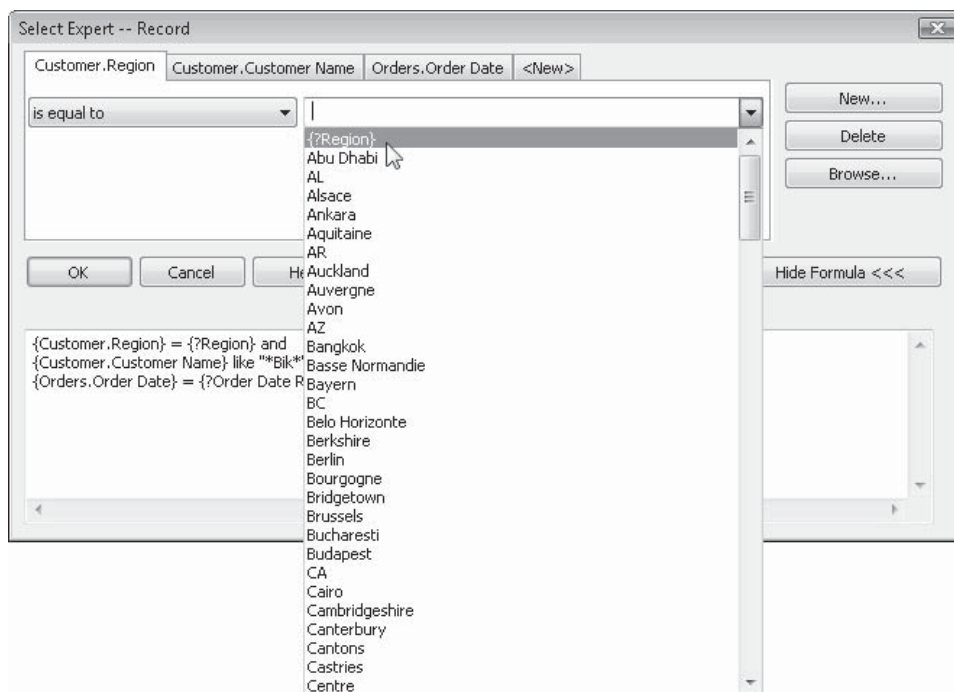 Select Expert -- Record
Customer.Region Customer.Customer Name Orders.Order Date <New>
is equal to
New...
Delete
Browse...
{?Region}
Abu Dhabi
AL
Alsace
Ankara
Aquitaine
AR
Auckland
Auvergne
Avon
AZ
Bangkok
Basse Normandie
Bayern
BC
Belo Horizonte
Berkshire
Berlin
Bourgogne
Bridgetown
Brussels
Bucharesti
Budapest
CA
Cairo
Cambridgeshire
Canterbury
Cantons
Castries
Centre
OK Cancel Hide Formula <<<
{Customer.Region} = {?Region} and
{Customer.Customer Name} like "*Bik*"
{Orders.Order Date} = {?Order Date R